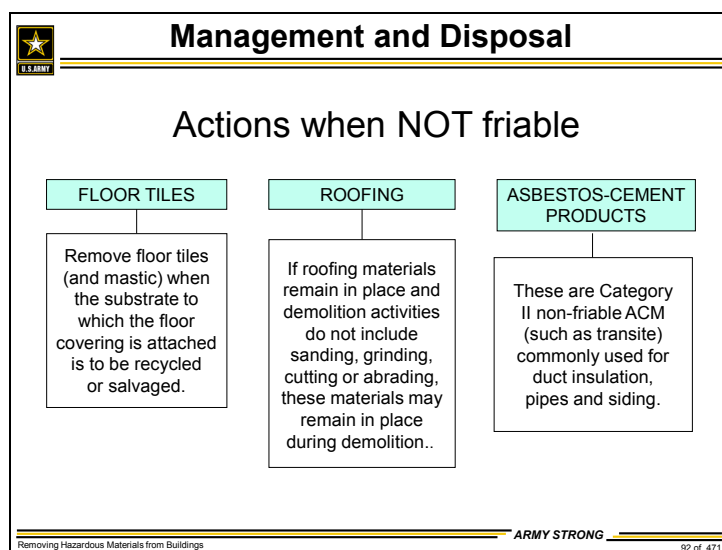 Management and Disposal
U.S.ARMY
Actions when NOT friable
FLOOR TILES
Remove floor tiles
(and mastic) when
the substrate to
which the floor
covering is attached
is to be recycled
or salvaged.
ROOFING
If roofing materials
remain in place and
demolition activities
do not include
sanding, grinding,
cutting or abrading,
these materials may
remain in place
during demolition..
ASBESTOS-CEMENT
PRODUCTS
These are Category
II non-friable ACM
(such as transite)
commonly used for
duct insulation,
pipes and siding.
ARMY STRONG
Removing Hazardous Materials from Buildings
92 of 471